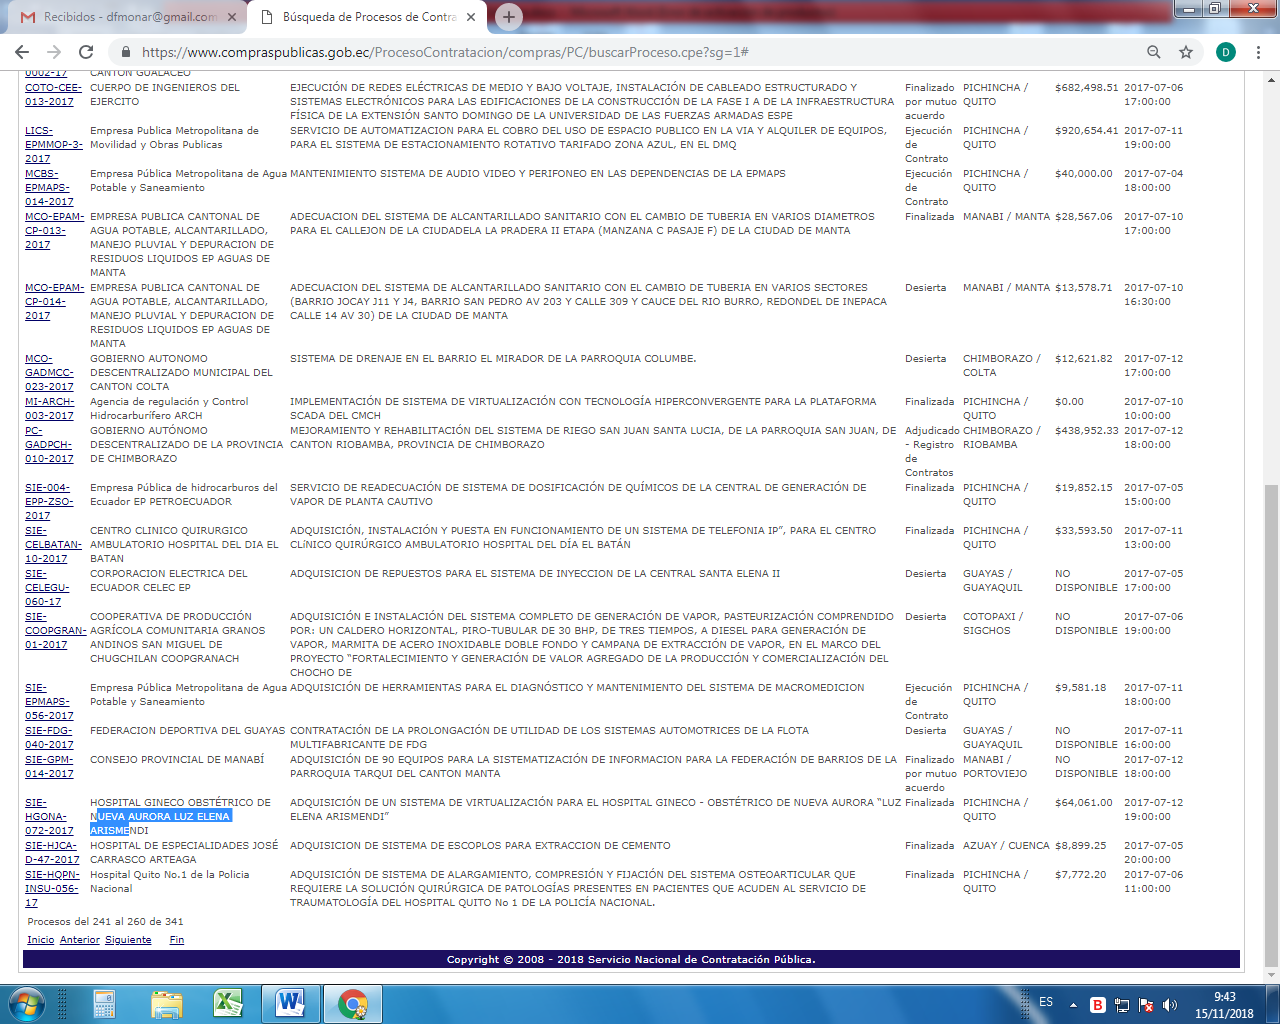 Recibidos - dfmonar@gmail.com
Búsqueda de Procesos de Contra
https://www.compraspublicas.gob.ec/ProcesoContratacion/compras/PC/buscarProceso.cpe?sg=1#
D
0002-17 CANTON GUALACEO
COTO-CEE- CUERPO DE INGENIEROS DEL EJECUCIÓN DE REDES ELÉCTRICAS DE MEDIO Y BAJO VOLTAJE, INSTALACIÓN DE CABLEADO ESTRUCTURADO Y Finalizado PICHINCHA / $682,498.51 2017-07-06
013-2017 EJERCITO SISTEMAS ELECTRÓNICOS PARA LAS EDIFICACIONES DE LA CONSTRUCCIÓN DE LA FASE I A DE LA INFRAESTRUCTURA por mutuo QUITO 17:00:00
FÍSICA DE LA EXTENSIÓN SANTO DOMINGO DE LA UNIVERSIDAD DE LAS FUERZAS ARMADAS ESPE acuerdo
LICS- Empresa Publica Metropolitana de SERVICIO DE AUTOMATIZACION PARA EL COBRO DEL USO DE ESPACIO PUBLICO EN LA VIA Y ALQUILER DE EQUIPOS, Ejecución PICHINCHA / $920,654.41 2017-07-11
EPMMOP-3- Movilidad y Obras Publicas PARA EL SISTEMA DE ESTACIONAMIENTO ROTATIVO TARIFADO ZONA AZUL, EN EL DMQ de QUITO 19:00:00
2017 Contrato
MCBS- Empresa Pública Metropolitana de Agua MANTENIMIENTO SISTEMA DE AUDIO VIDEO Y PERIFONEO EN LAS DEPENDENCIAS DE LA EPMAPS Ejecución PICHINCHA / $40,000.00 2017-07-04
EPMAPS- Potable y Saneamiento de QUITO 18:00:00
014-2017 Contrato
MCO-EPAM- EMPRESA PUBLICA CANTONAL DE ADECUACION DEL SISTEMA DE ALCANTARILLADO SANITARIO CON EL CAMBIO DE TUBERIA EN VARIOS DIAMETROS Finalizada MANABI / MANTA $28,567.06 2017-07-10
CP-013- AGUA POTABLE, ALCANTARILLADO, PARA EL CALLEJON DE LA CIUDADELA LA PRADERA II ETAPA (MANZANA C PASAJE F) DE LA CIUDAD DE MANTA 17:00:00
2017 MANEJO PLUVIAL Y DEPURACION DE
RESIDUOS LIQUIDOS EP AGUAS DE
MANTA
MCO-EPAM- EMPRESA PUBLICA CANTONAL DE ADECUACION DEL SISTEMA DE ALCANTARILLADO SANITARIO CON EL CAMBIO DE TUBERIA EN VARIOS SECTORES Desierta MANABI / MANTA $13,578.71 2017-07-10
CP-014- AGUA POTABLE, ALCANTARILLADO, (BARRIO JOCAY J11 Y J4, BARRIO SAN PEDRO AV 203 Y CALLE 309 Y CAUCE DEL RIO BURRO, REDONDEL DE INEPACA 16:30:00
2017 MANEJO PLUVIAL Y DEPURACION DE CALLE 14 AV 30) DE LA CIUDAD DE MANTA
RESIDUOS LIQUIDOS EP AGUAS DE
MANTA
MCO- GOBIERNO AUTONOMO SISTEMA DE DRENAJE EN EL BARRIO EL MIRADOR DE LA PARROQUIA COLUMBE. Desierta CHIMBORAZO / $12,621.82 2017-07-12
GADMCC- DESCENTRALIZADO MUNICIPAL DEL COLTA 17:00:00
023-2017 CANTON COLTA
MI-ARCH- Agencia de regulación y Control IMPLEMENTACIÓN DE SISTEMA DE VIRTUALIZACIÓN CON TECNOLOGÍA HIPERCONVERGENTE PARA LA PLATAFORMA Finalizada PICHINCHA / $0.00 2017-07-10
003-2017 Hidrocarburífero ARCH SCADA DEL CMCH QUITO 10:00:00
PC- GOBIERNO AUTÓNOMO MEJORAMIENTO Y REHABILITACIÓN DEL SISTEMA DE RIEGO SAN JUAN SANTA LUCIA, DE LA PARROQUIA SAN JUAN, DE Adjudicado CHIMBORAZO / $438,952.33 2017-07-12
GADPCH- DESCENTRALIZADO DE LA PROVINCIA CANTON RIOBAMBA, PROVINCIA DE CHIMBORAZO - Registro RIOBAMBA 18:00:00
010-2017 DE CHIMBORAZO de
Contratos
SIE-004- Empresa Pública de hidrocarburos del SERVICIO DE READECUACIÓN DE SISTEMA DE DOSIFICACIÓN DE QUÍMICOS DE LA CENTRAL DE GENERACIÓN DE Finalizada PICHINCHA / $19,852.15 2017-07-05
EPP-ZSO- Ecuador EP PETROECUADOR VAPOR DE PLANTA CAUTIVO QUITO 15:00:00
2017
SIE- CENTRO CLINICO QUIRURGICO ADQUISICIÓN, INSTALACIÓN Y PUESTA EN FUNCIONAMIENTO DE UN SISTEMA DE TELEFONIA IP”, PARA EL CENTRO Finalizada PICHINCHA / $33,593.50 2017-07-11
CELBATAN- AMBULATORIO HOSPITAL DEL DIA EL CLíNICO QUIRÚRGICO AMBULATORIO HOSPITAL DEL DÍA EL BATÁN QUITO 13:00:00
10-2017 BATAN
SIE- CORPORACION ELECTRICA DEL ADQUISICION DE REPUESTOS PARA EL SISTEMA DE INYECCION DE LA CENTRAL SANTA ELENA II Desierta GUAYAS / NO 2017-07-05
CELEGU- ECUADOR CELEC EP GUAYAQUIL DISPONIBLE 17:00:00
060-17
SIE- COOPERATIVA DE PRODUCCIÓN ADQUISICIÓN E INSTALACIÓN DEL SISTEMA COMPLETO DE GENERACIÓN DE VAPOR, PASTEURIZACIÓN COMPRENDIDO Desierta COTOPAXI / NO 2017-07-06
COOPGRAN- AGRÍCOLA COMUNITARIA GRANOS POR: UN CALDERO HORIZONTAL, PIRO-TUBULAR DE 30 BHP, DE TRES TIEMPOS, A DIESEL PARA GENERACIÓN DE SIGCHOS DISPONIBLE 19:00:00
01-2017 ANDINOS SAN MIGUEL DE VAPOR, MARMITA DE ACERO INOXIDABLE DOBLE FONDO Y CAMPANA DE EXTRACCIÓN DE VAPOR, EN EL MARCO DEL
CHUGCHILAN COOPGRANACH PROYECTO “FORTALECIMIENTO Y GENERACIÓN DE VALOR AGREGADO DE LA PRODUCCIÓN Y COMERCIALIZACIÓN DEL
CHOCHO DE
SIE- Empresa Pública Metropolitana de Agua ADQUISICIÓN DE HERRAMIENTAS PARA EL DIAGNÓSTICO Y MANTENIMIENTO DEL SISTEMA DE MACROMEDICION Ejecución PICHINCHA / $9,581.18 2017-07-11
EPMAPS- Potable y Saneamiento de QUITO 18:00:00
056-2017 Contrato
SIE-FDG- FEDERACION DEPORTIVA DEL GUAYAS CONTRATACIÓN DE LA PROLONGACIÓN DE UTILIDAD DE LOS SISTEMAS AUTOMOTRICES DE LA FLOTA Desierta GUAYAS / NO 2017-07-11
040-2017 MULTIFABRICANTE DE FDG GUAYAQUIL DISPONIBLE 16:00:00
SIE-GPM- CONSEJO PROVINCIAL DE MANABÍ ADQUISICIÓN DE 90 EQUIPOS PARA LA SISTEMATIZACIÓN DE INFORMACION PARA LA FEDERACIÓN DE BARRIOS DE LA Finalizado MANABI / NO 2017-07-12
014-2017 PARROQUIA TARQUI DEL CANTON MANTA por mutuo PORTOVIEJO DISPONIBLE 18:00:00
acuerdo
SIE- HOSPITAL GINECO OBSTÉTRICO DE ADQUISICIÓN DE UN SISTEMA DE VIRTUALIZACIÓN PARA EL HOSPITAL GINECO - OBSTÉTRICO DE NUEVA AURORA “LUZ Finalizada PICHINCHA / $64,061.00 2017-07-12
HGONA- NUEVA AURORA LUZ ELENA ELENA ARISMENDI” QUITO 19:00:00
072-2017 ARISMENDI
SIE-HJCA- HOSPITAL DE ESPECIALIDADES JOSÉ ADQUISICION DE SISTEMA DE ESCOPLOS PARA EXTRACCION DE CEMENTO Finalizada AZUAY / CUENCA $8,899.25 2017-07-05
D-47-2017 CARRASCO ARTEAGA 20:00:00
SIE-HQPN- Hospital Quito No.1 de la Policia ADQUISICIÓN DE SISTEMA DE ALARGAMIENTO, COMPRESIÓN Y FIJACIÓN DEL SISTEMA OSTEOARTICULAR QUE Finalizada PICHINCHA / $7,772.20 2017-07-06
INSU-056- Nacional REQUIERE LA SOLUCIÓN QUIRÚRGICA DE PATOLOGÍAS PRESENTES EN PACIENTES QUE ACUDEN AL SERVICIO DE QUITO 11:00:00
17 TRAUMATOLOGÍA DEL HOSPITAL QUITO No 1 DE LA POLICÍA NACIONAL.
Procesos del 241 al 260 de 341
Inicio Anterior Siguiente Fin
Copyright © 2008 - 2018 Servicio Nacional de Contratación Pública.
ES 9:43
15/11/2018